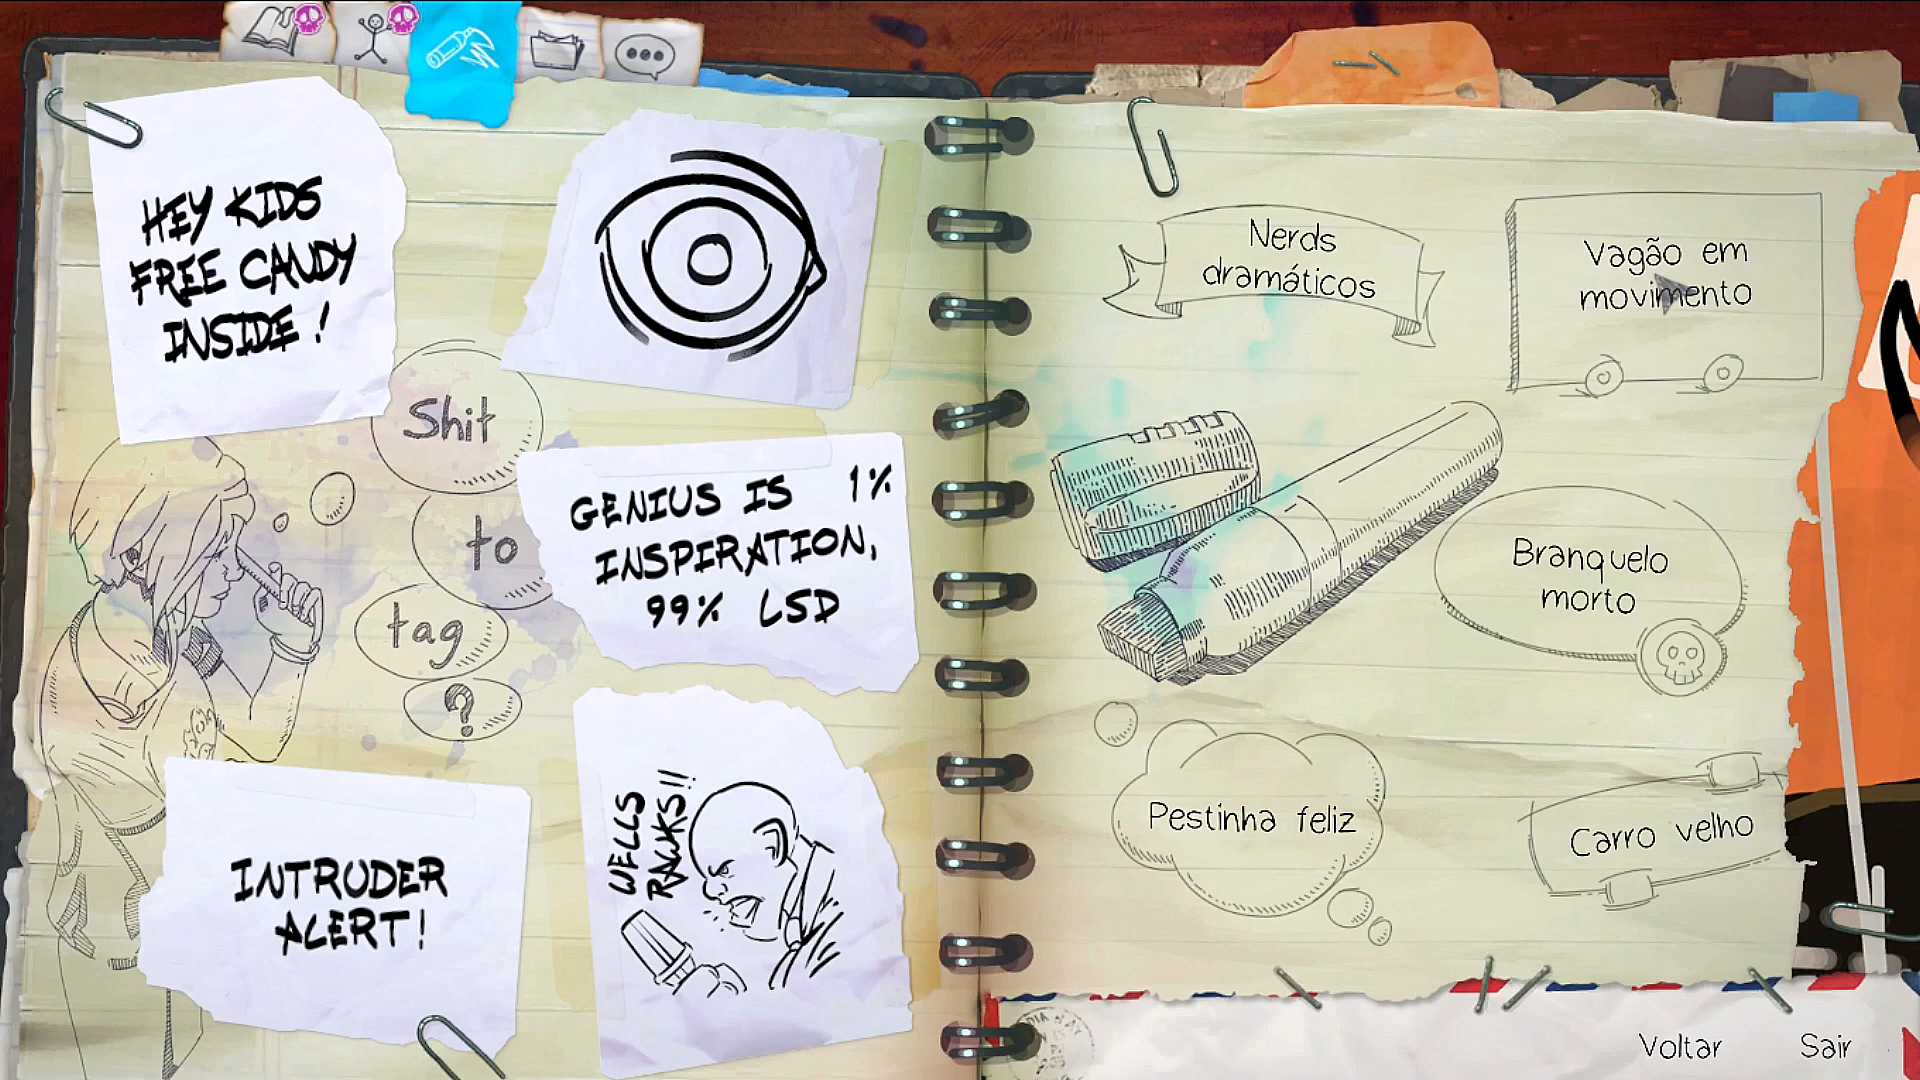 HEY KIDS
FREE CANDY
INSIDE!
Shit
to
tag
?
GENIUS IS 1%
INSPIRATION,
99% LSD
INTRUDER
ALERT!
WELLS
RAWKS!!
Nerds
dramáticos
Vagão em
movimento
Branquelo
morto
Pestinha feliz
Carro velho
Voltar
Sair